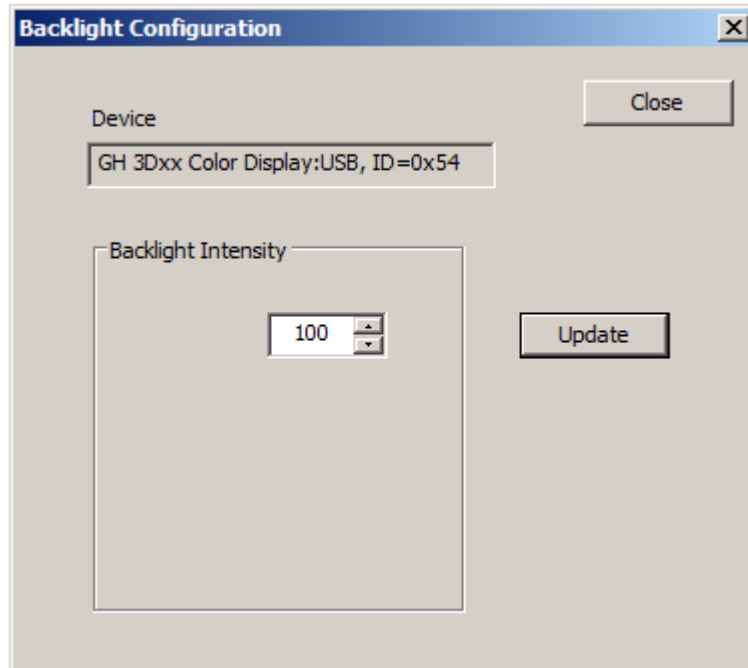 Backlight Configuration
Close
Device
GH 3Dxx Color Display:USB, ID=0x54
Backlight Intensity
100
Update